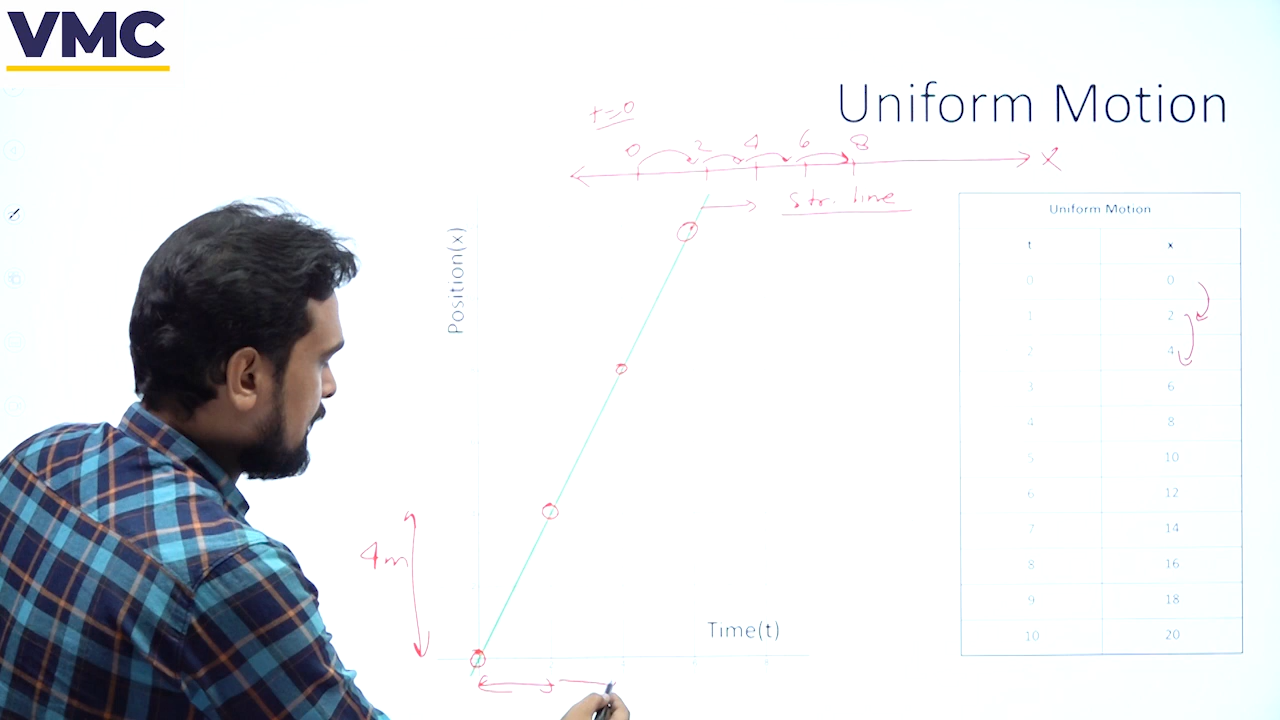 VMC
Uniform Motion
t=0
0 2 4 6 8
X
Str. line
Position(x)
4m
Time(t)
Uniform Motion
t x
0 0
1 2
2 4
3 6
4 8
5 10
6 12
7 14
8 16
9 18
10 20